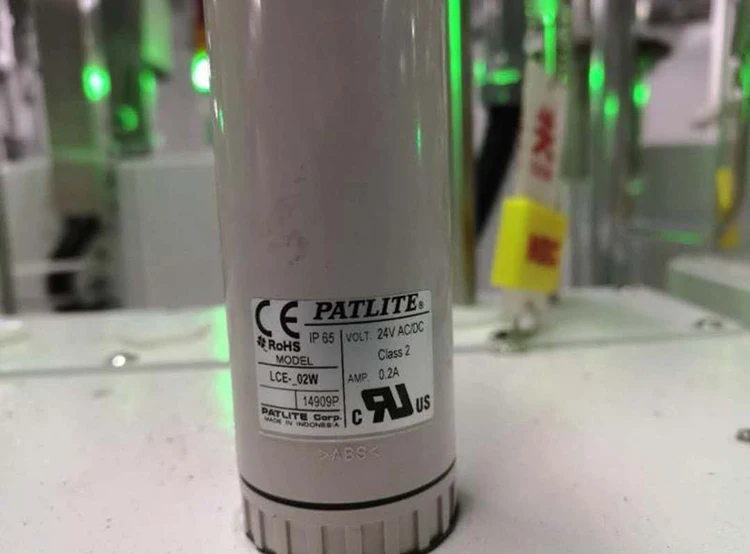 CE
PATLITE®
RoHS
IP 65
VOLT. 24V AC/DC
Class 2
MODEL
LCE-_02W
AMP. 0.2A
14909P
PATLITE Corp.
MADE IN INDONESIA
C RU US
>ABS<